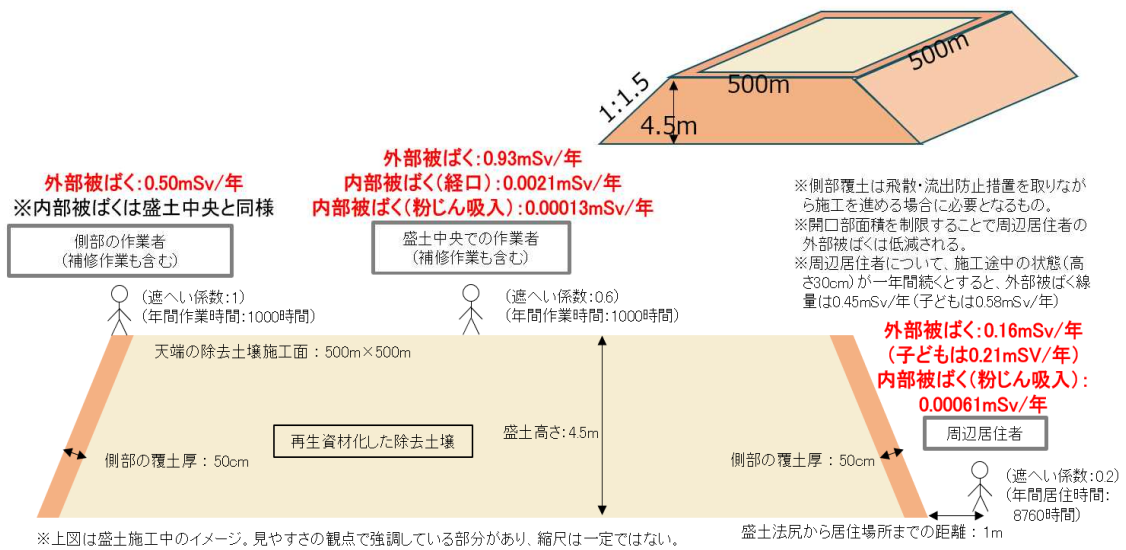 500m
500m
1:1.5
4.5m
外部被ばく:0.50mSv/年
※内部被ばくは盛土中央と同様
側部の作業者
(補修作業も含む)
(遮へい係数:1)
(年間作業時間:1000時間)
外部被ばく:0.93mSv/年
内部被ばく(経口):0.0021mSv/年
内部被ばく(粉じん吸入):0.00013mSv/年
盛土中央での作業者
(補修作業も含む)
(遮へい係数:0.6)
(年間作業時間:1000時間)
※側部覆土は飛散・流出防止措置を取りなが
ら施工を進める場合に必要となるもの。
※開口部面積を制限することで周辺居住者の
外部被ばくは低減される。
※周辺居住者について、施工途中の状態(高
さ30cm)が一年間続くとすると、外部被ばく線
量は0.45mSv/年(子どもは0.58mSv/年)
外部被ばく:0.16mSv/年
(子どもは0.21mSV/年)
内部被ばく(粉じん吸入):
0.00061mSv/年
周辺居住者
(遮へい係数:0.2)
(年間居住時間:
8760時間)
天端の除去土壌施工面:500m×500m
再生資材化した除去土壌
盛土高さ:4.5m
側部の覆土厚:50cm
側部の覆土厚:50cm
盛土法尻から居住場所までの距離:1m
※上図は盛土施工中のイメージ。見やすさの観点で強調している部分があり、縮尺は一定ではない。